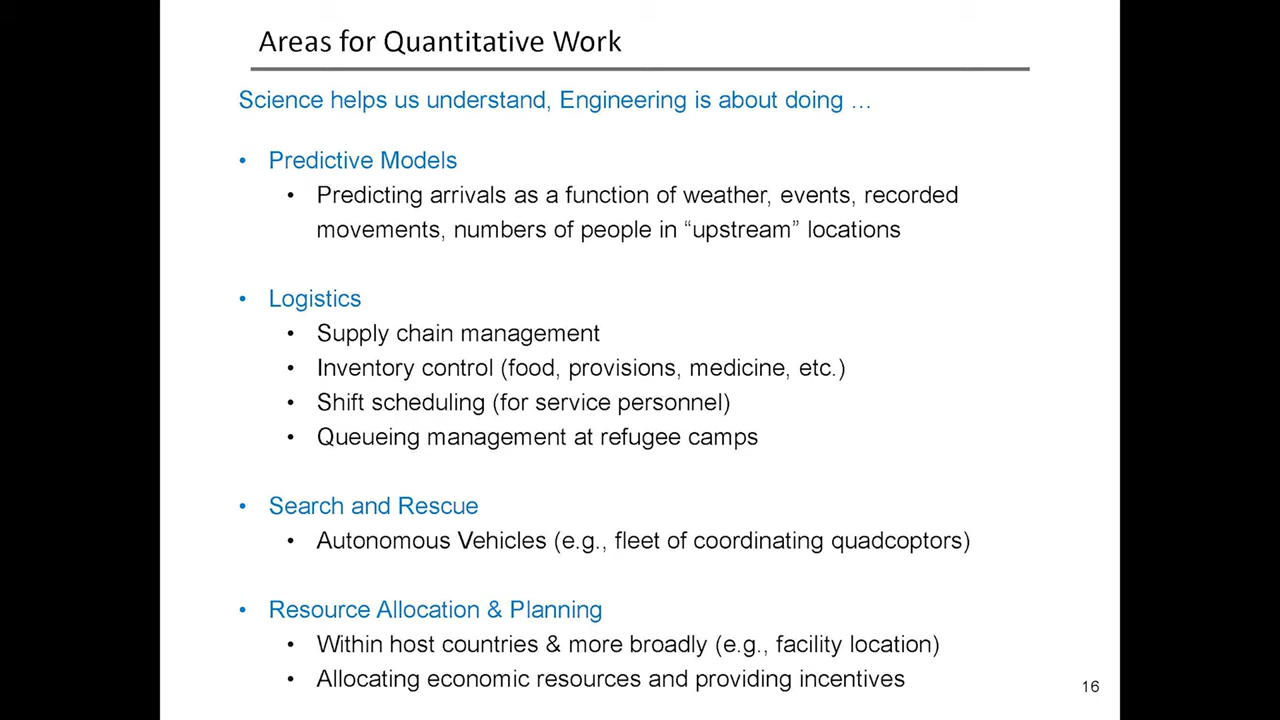 Areas for Quantitative Work
Science helps us understand, Engineering is about doing …
• Predictive Models
• Predicting arrivals as a function of weather, events, recorded
movements, numbers of people in “upstream” locations
• Logistics
• Supply chain management
• Inventory control (food, provisions, medicine, etc.)
• Shift scheduling (for service personnel)
• Queueing management at refugee camps
• Search and Rescue
• Autonomous Vehicles (e.g., fleet of coordinating quadcoptors)
• Resource Allocation & Planning
• Within host countries & more broadly (e.g., facility location)
• Allocating economic resources and providing incentives
16